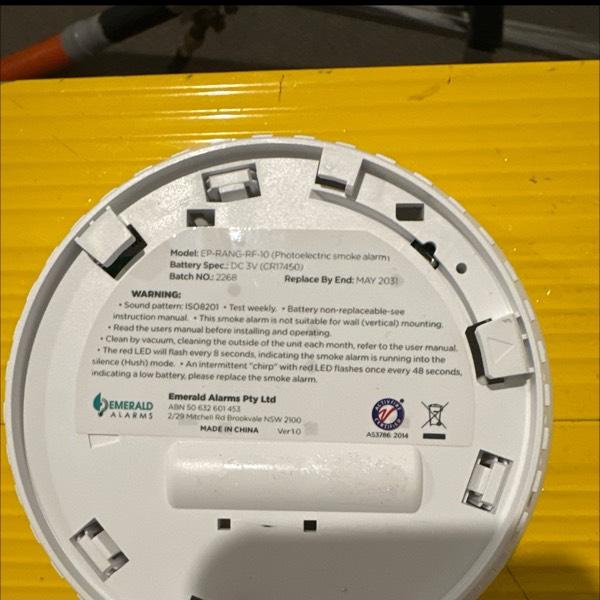 Model: EP-RANG-RF-10 (Photoelectric smoke alarm)
Battery Spec.: DC 3V (CR17450)
Batch NO.: 2268 Replace By End: MAY 2031
WARNING:
• Sound pattern: ISO8201 • Test weekly. • Battery non-replaceable-see
instruction manual. • This smoke alarm is not suitable for wall (vertical) mounting.
• Read the users manual before installing and operating.
• Clean by vacuum, cleaning the outside of the unit each month, refer to the user manual.
• The red LED will flash every 8 seconds, indicating the smoke alarm is running into the
silence (Hush) mode. • An intermittent "chirp" with red LED flashes once every 48 seconds,
indicating a low battery, please replace the smoke alarm.
EMERALD
ALARMS
Emerald Alarms Pty Ltd
ABN 50 632 601 453
2/29 Mitchell Rd Brookvale NSW 2100
MADE IN CHINA Ver1.0
ACTIVFIRE
CERTIFIED
AS3786: 2014